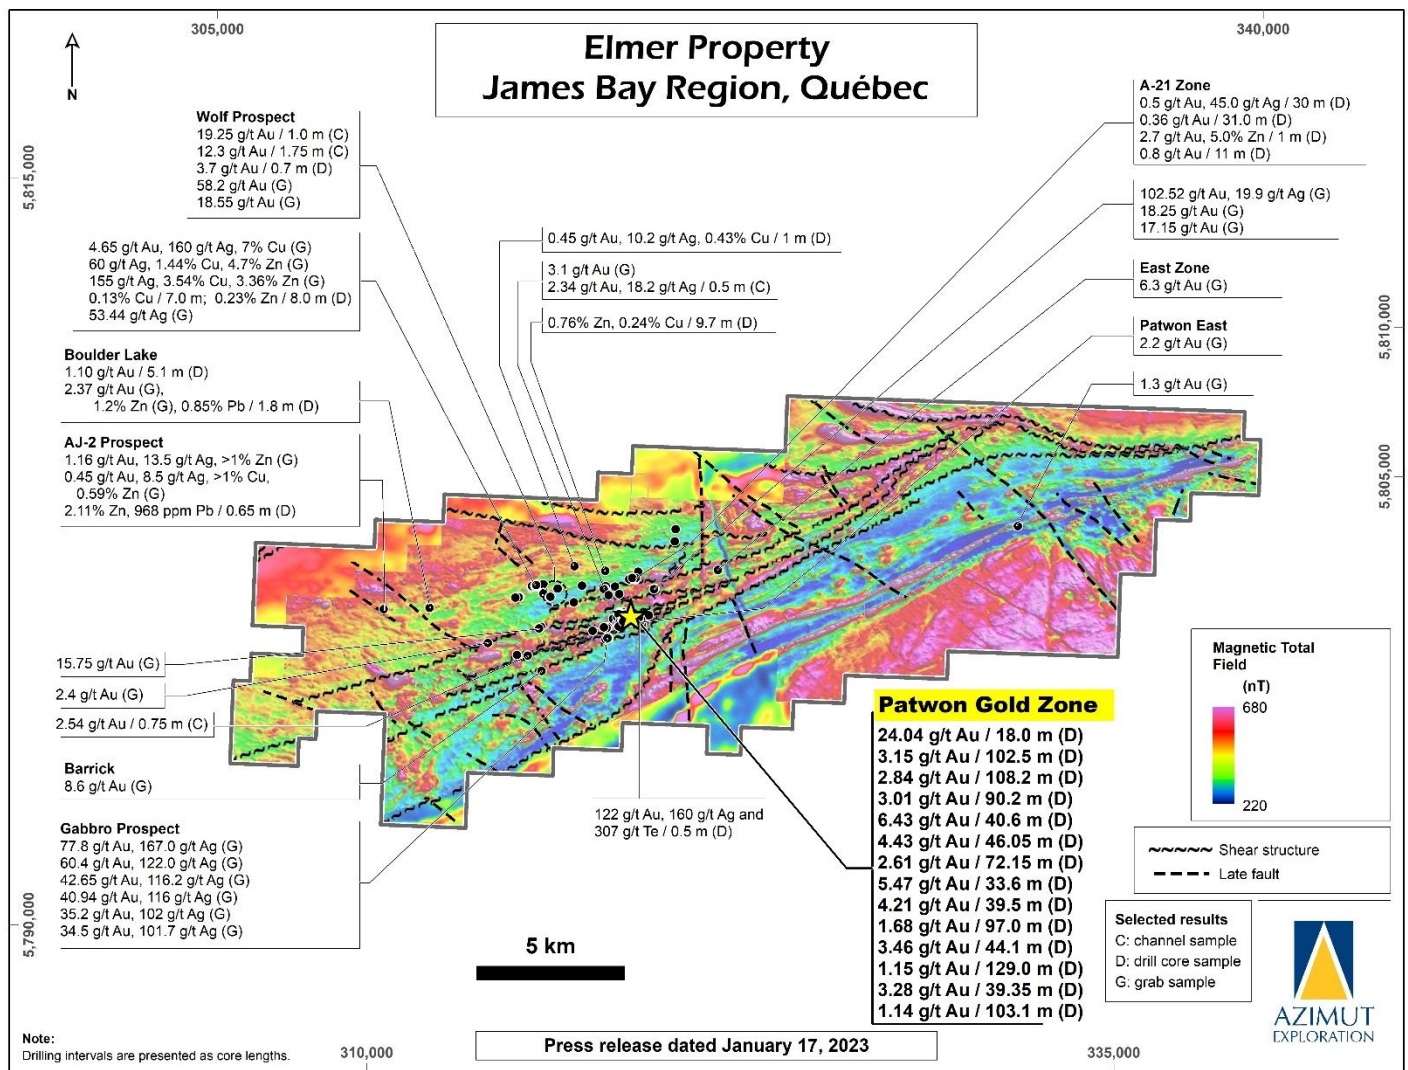 305,000
340,000
Elmer Property
James Bay Region, Québec
N
5,815,000
5,790,000
5,810,000
5,805,000
Wolf Prospect
19.25 g/t Au / 1.0 m (C)
12.3 g/t Au / 1.75 m (C)
3.7 g/t Au / 0.7 m (D)
58.2 g/t Au (G)
18.55 g/t Au (G)
4.65 g/t Au, 160 g/t Ag, 7% Cu (G)
60 g/t Ag, 1.44% Cu, 4.7% Zn (G)
155 g/t Ag, 3.54% Cu, 3.36% Zn (G)
0.13% Cu / 7.0 m; 0.23% Zn / 8.0 m (D)
53.44 g/t Ag (G)
Boulder Lake
1.10 g/t Au / 5.1 m (D)
2.37 g/t Au (G),
1.2% Zn (G), 0.85% Pb / 1.8 m (D)
AJ-2 Prospect
1.16 g/t Au, 13.5 g/t Ag, >1% Zn (G)
0.45 g/t Au, 8.5 g/t Ag, >1% Cu,
0.59% Zn (G)
2.11% Zn, 968 ppm Pb / 0.65 m (D)
0.45 g/t Au, 10.2 g/t Ag, 0.43% Cu / 1 m (D)
3.1 g/t Au (G)
2.34 g/t Au, 18.2 g/t Ag / 0.5 m (C)
0.76% Zn, 0.24% Cu / 9.7 m (D)
A-21 Zone
0.5 g/t Au, 45.0 g/t Ag / 30 m (D)
0.36 g/t Au / 31.0 m (D)
2.7 g/t Au, 5.0% Zn / 1 m (D)
0.8 g/t Au / 11 m (D)
102.52 g/t Au, 19.9 g/t Ag (G)
18.25 g/t Au (G)
17.15 g/t Au (G)
East Zone
6.3 g/t Au (G)
Patwon East
2.2 g/t Au (G)
1.3 g/t Au (G)
15.75 g/t Au (G)
2.4 g/t Au (G)
2.54 g/t Au / 0.75 m (C)
Barrick
8.6 g/t Au (G)
Gabbro Prospect
77.8 g/t Au, 167.0 g/t Ag (G)
60.4 g/t Au, 122.0 g/t Ag (G)
42.65 g/t Au, 116.2 g/t Ag (G)
40.94 g/t Au, 116 g/t Ag (G)
35.2 g/t Au, 102 g/t Ag (G)
34.5 g/t Au, 101.7 g/t Ag (G)
122 g/t Au, 160 g/t Ag and
307 g/t Te / 0.5 m (D)
Patwon Gold Zone
24.04 g/t Au / 18.0 m (D)
3.15 g/t Au / 102.5 m (D)
2.84 g/t Au / 108.2 m (D)
3.01 g/t Au / 90.2 m (D)
6.43 g/t Au / 40.6 m (D)
4.43 g/t Au / 46.05 m (D)
2.61 g/t Au / 72.15 m (D)
5.47 g/t Au / 33.6 m (D)
4.21 g/t Au / 39.5 m (D)
1.68 g/t Au / 97.0 m (D)
3.46 g/t Au / 44.1 m (D)
1.15 g/t Au / 129.0 m (D)
3.28 g/t Au / 39.35 m (D)
1.14 g/t Au / 103.1 m (D)
Magnetic Total
Field
(nT)
680
220
Shear structure
Late fault
Selected results
C: channel sample
D: drill core sample
G: grab sample
AZIMUT
EXPLORATION
5 km
Note:
Drilling intervals are presented as core lengths.
310,000
Press release dated January 17, 2023
335,000